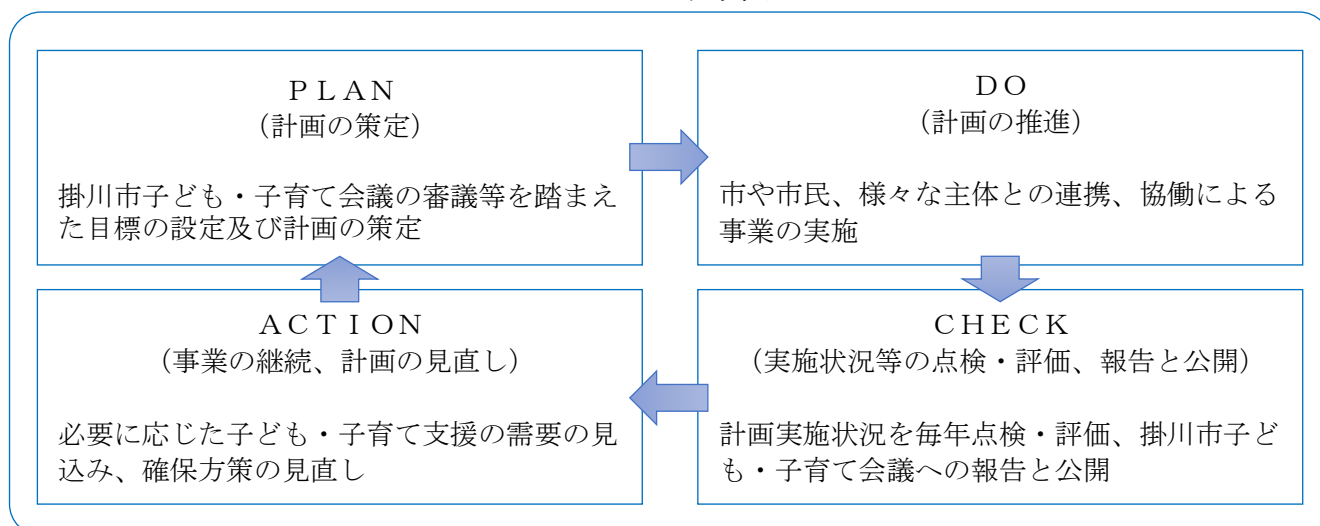 ＰＬＡＮ
（計画の策定）
掛川市子ども・子育て会議の審議等を踏まえ
た目標の設定及び計画の策定
ＤＯ
（計画の推進）
市や市民、様々な主体との連携、協働による
事業の実施
ＡＣＴＩＯＮ
（事業の継続、計画の見直し）
必要に応じた子ども・子育て支援の需要の見
込み、確保方策の見直し
ＣＨＥＣＫ
（実施状況等の点検・評価、報告と公開）
計画実施状況を毎年点検・評価、掛川市子ど
も・子育て会議への報告と公開